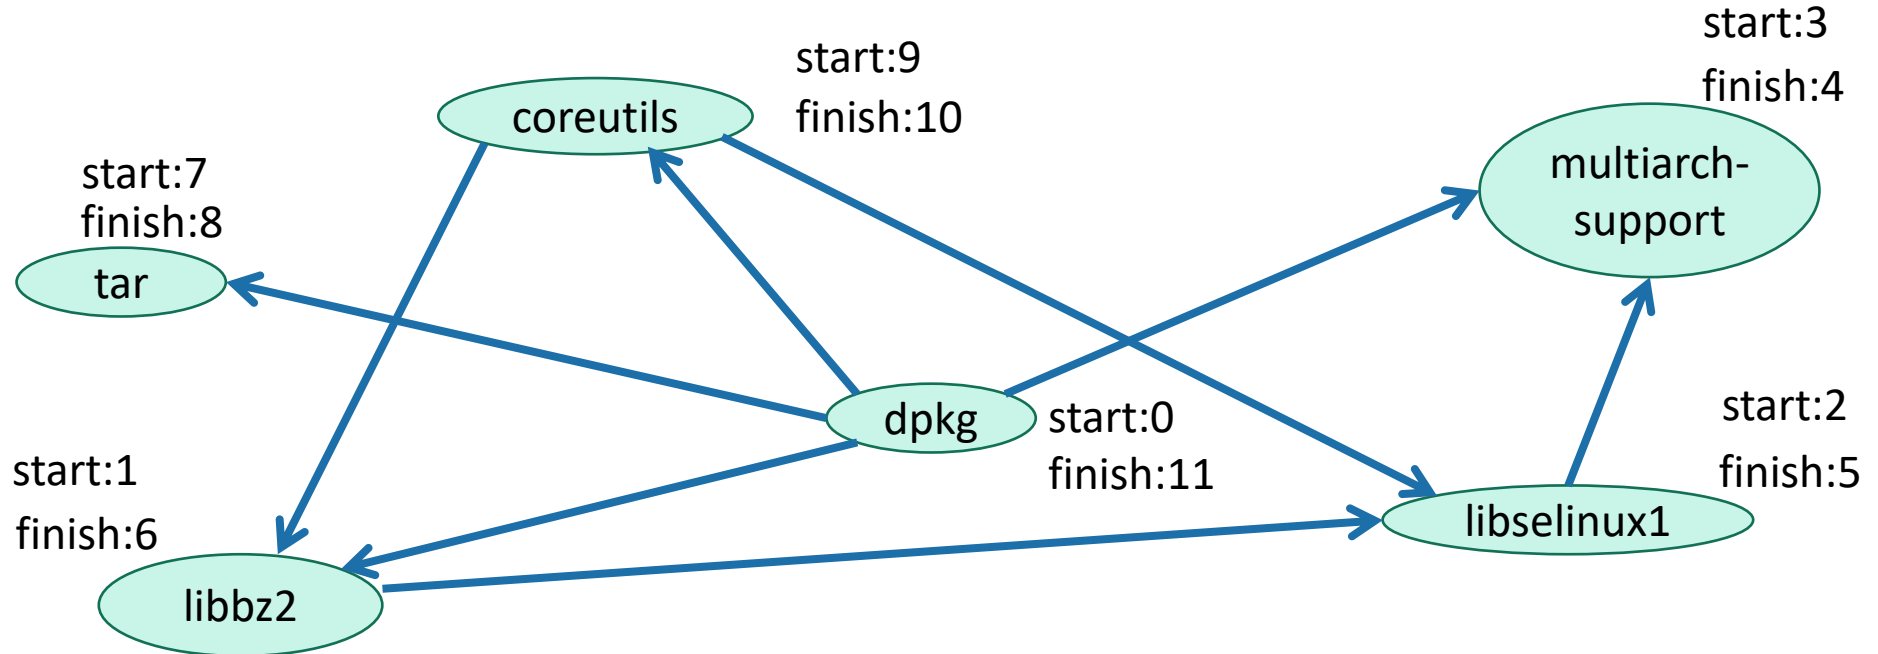 start:3
finish:4
start:9
finish:10
coreutils
multiarch-
support
start:7
finish:8
tar
dpkg
start:0
finish:11
start:2
finish:5
start:1
finish:6
libselinux1
libbz2